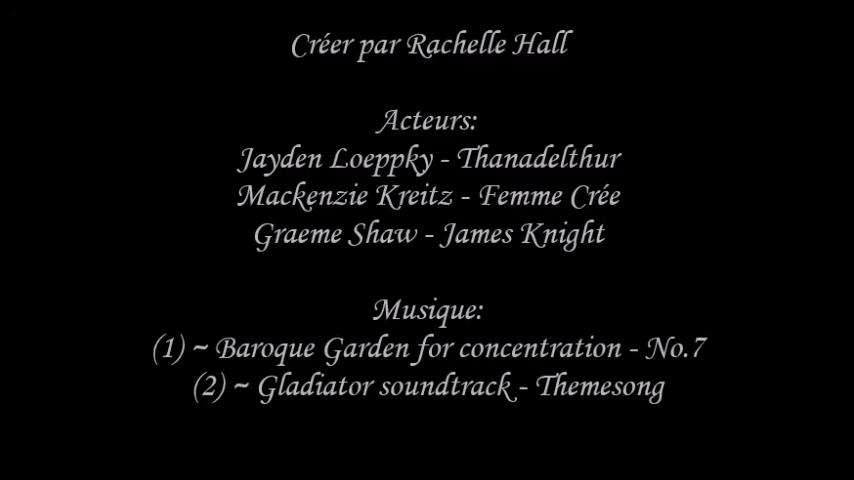 Créer par Rachelle Hall
Acteurs:
Jayden Loeppky - Thanadelthur
Mackenzie Kreitz - Femme Crée
Graeme Shaw - James Knight
Musique:
(1) ~ Baroque Garden for concentration - No.7
(2) ~ Gladiator soundtrack - Themesong